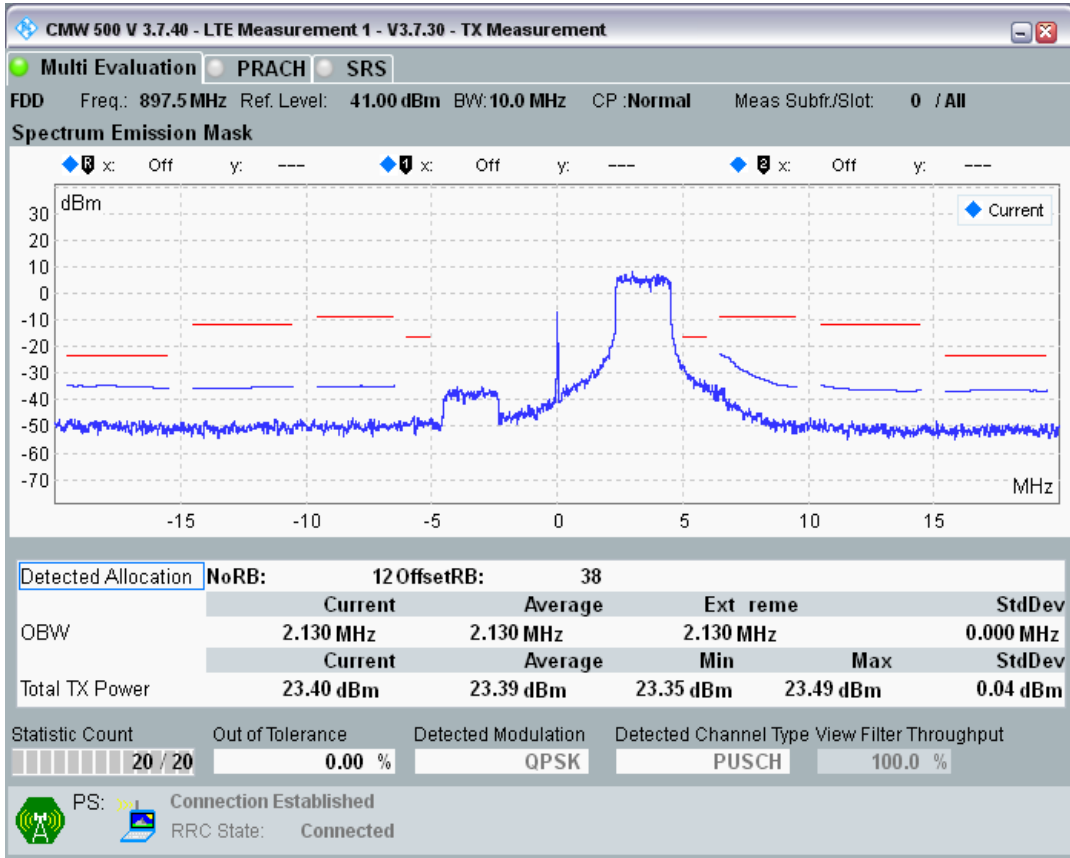 CMW 500 V 3.7.40 - LTE Measurement 1 - V3.7.30 - TX Measurement
Multi Evaluation PRACH SRS
FDD Freq.: 897.5 MHz Ref. Level: 41.00 dBm BW: 10.0 MHz CP :Normal Meas Subfr./Slot: 0 / All
Spectrum Emission Mask
R x: Off y: --- 1 x: Off y: --- 2 x: Off y: ---
dBm
Current
30
20
10
0
-10
-20
-30
-40
-50
-60
-70
MHz
-15 -10 -5 0 5 10 15
Detected Allocation NoRB: 12 OffsetRB: 38
Current Average Ext reme StdDev
OBW 2.130 MHz 2.130 MHz 2.130 MHz 0.000 MHz
Current Average Min Max StdDev
Total TX Power 23.40 dBm 23.39 dBm 23.35 dBm 23.49 dBm 0.04 dBm
Statistic Count Out of Tolerance Detected Modulation Detected Channel Type View Filter Throughput
20 / 20 0.00 % QPSK PUSCH 100.0 %
PS: Connection Established
RRC State: Connected